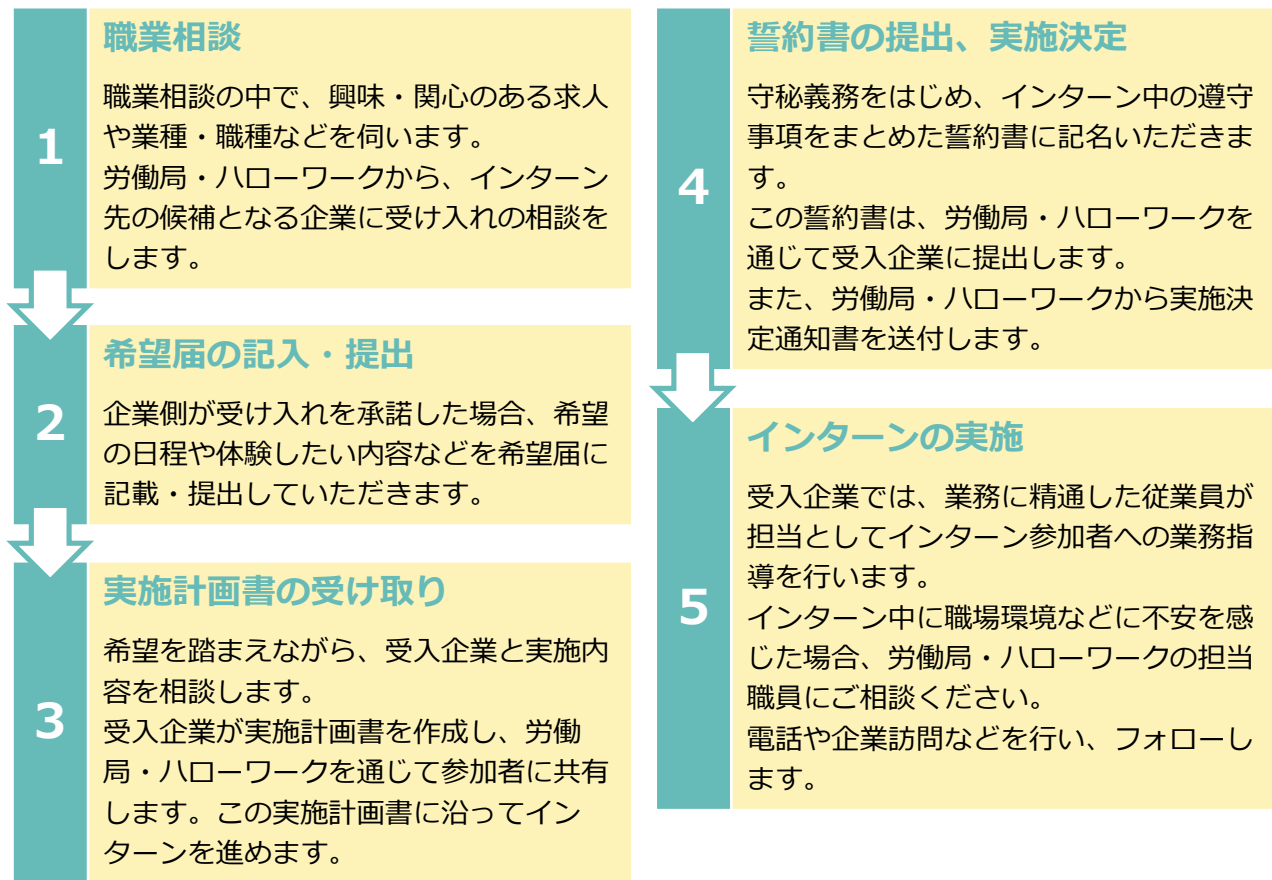 1
職業相談
職業相談の中で、興味・関心のある求人
や業種・職種などを伺います。
労働局・ハローワークから、インターン
先の候補となる企業に受け入れの相談を
します。
2
希望届の記入・提出
企業側が受け入れを承諾した場合、希望
の日程や体験したい内容などを希望届に
記載・提出していただきます。
3
実施計画書の受け取り
希望を踏まえながら、受入企業と実施内
容を相談します。
受入企業が実施計画書を作成し、労働
局・ハローワークを通じて参加者に共有
します。この実施計画書に沿ってイン
ターンを進めます。
4
誓約書の提出、実施決定
守秘義務をはじめ、インターン中の遵守
事項をまとめた誓約書に記名いただきま
す。
この誓約書は、労働局・ハローワークを
通じて受入企業に提出します。
また、労働局・ハローワークから実施決
定通知書を送付します。
5
インターンの実施
受入企業では、業務に精通した従業員が
担当としてインターン参加者への業務指
導を行います。
インターン中に職場環境などに不安を感
じた場合、労働局・ハローワークの担当
職員にご相談ください。
電話や企業訪問などを行い、フォローし
ます。